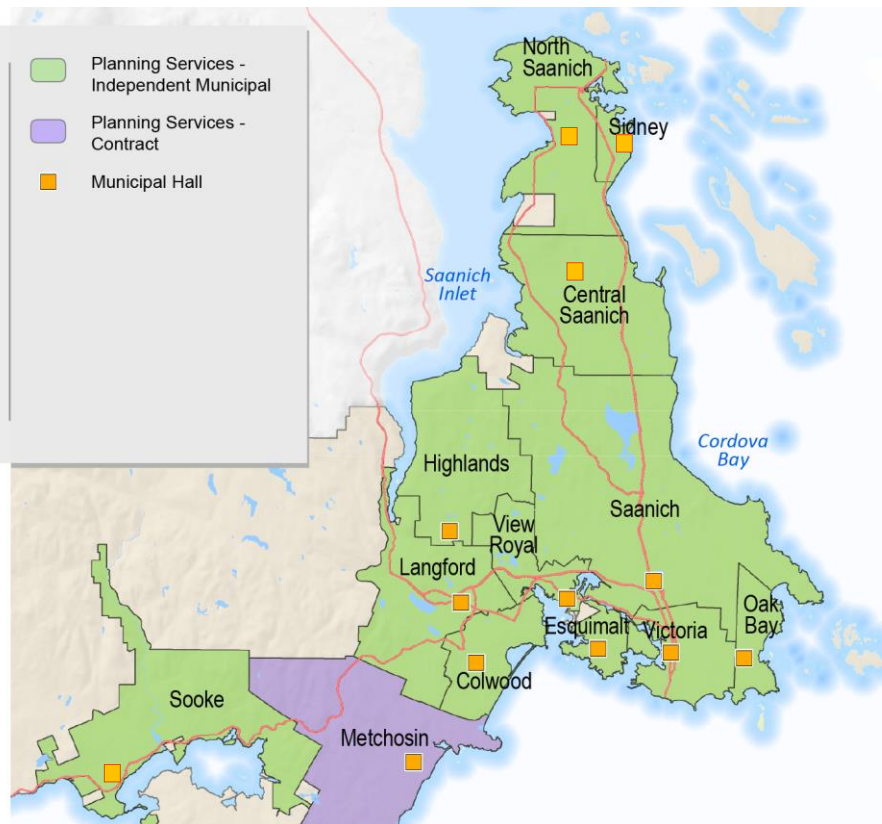 Planning Services -
Independent Municipal
Planning Services -
Contract
Municipal Hall
North
Saanich
Sidney
Saanich
Inlet
Central
Saanich
Cordova
Bay
Highlands
Saanich
View
Royal
Langford
Oak
Bay
Esquimalt
Victoria
Colwood
Sooke
Metchosin